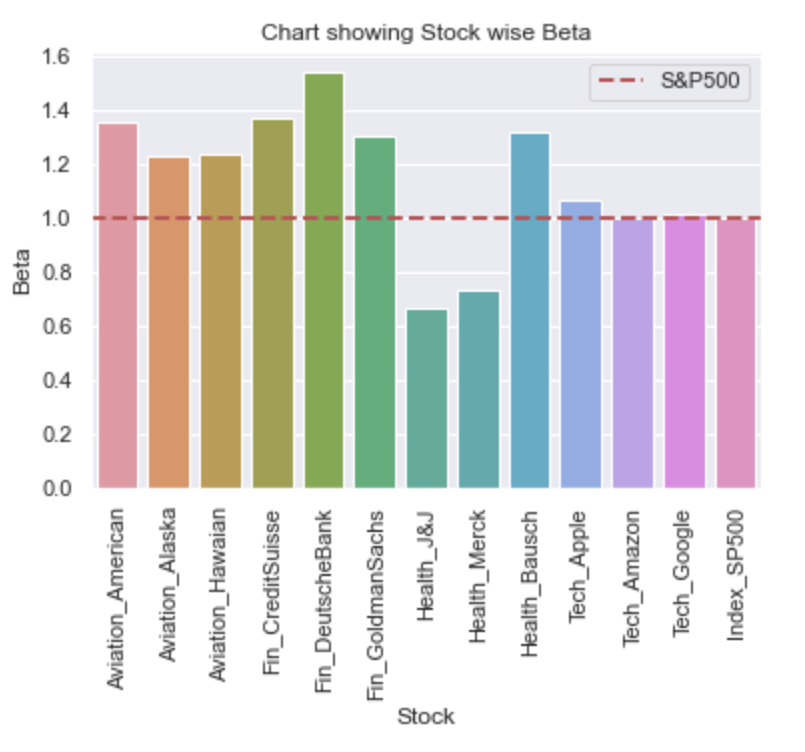 Chart showing Stock wise Beta
S&P500
1.6
1.4
1.2
1.0
0.8
0.6
0.4
0.2
0.0
Beta
Aviation_American
Aviation_Alaska
Aviation_Hawaian
Fin_CreditSuisse
Fin_DeutscheBank
Fin_GoldmanSachs
Health_J&J
Health_Merck
Health_Bausch
Tech_Apple
Tech_Amazon
Tech_Google
Index_SP500
Stock